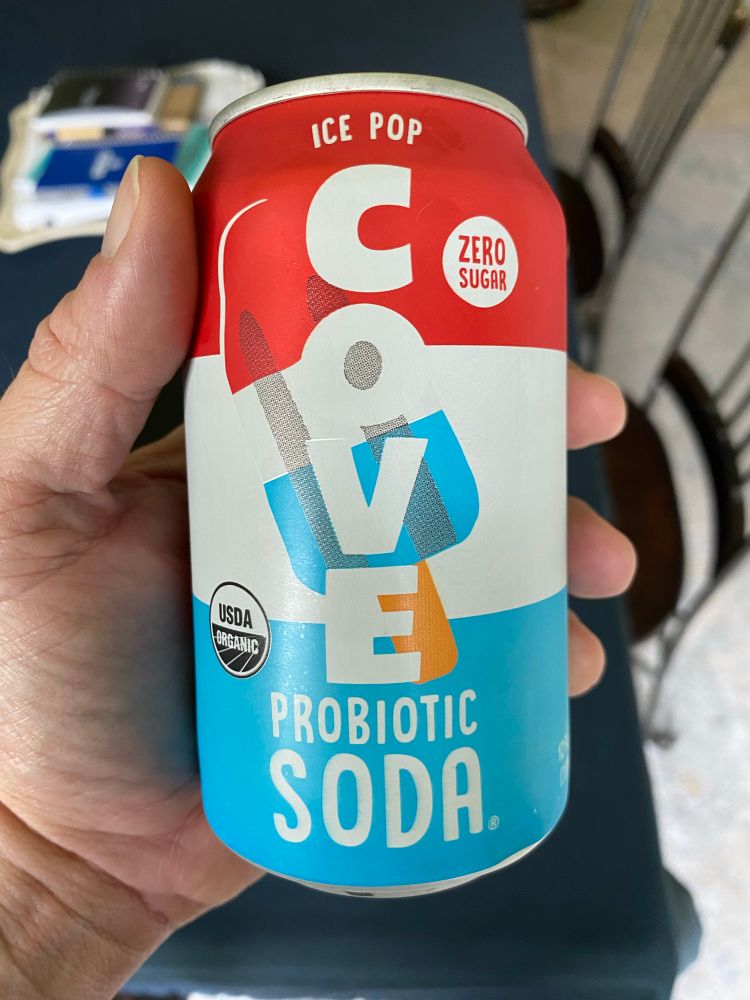 ICE POP
COVE
ZERO
SUGAR
USDA
ORGANIC
PROBIOTIC
SODA®